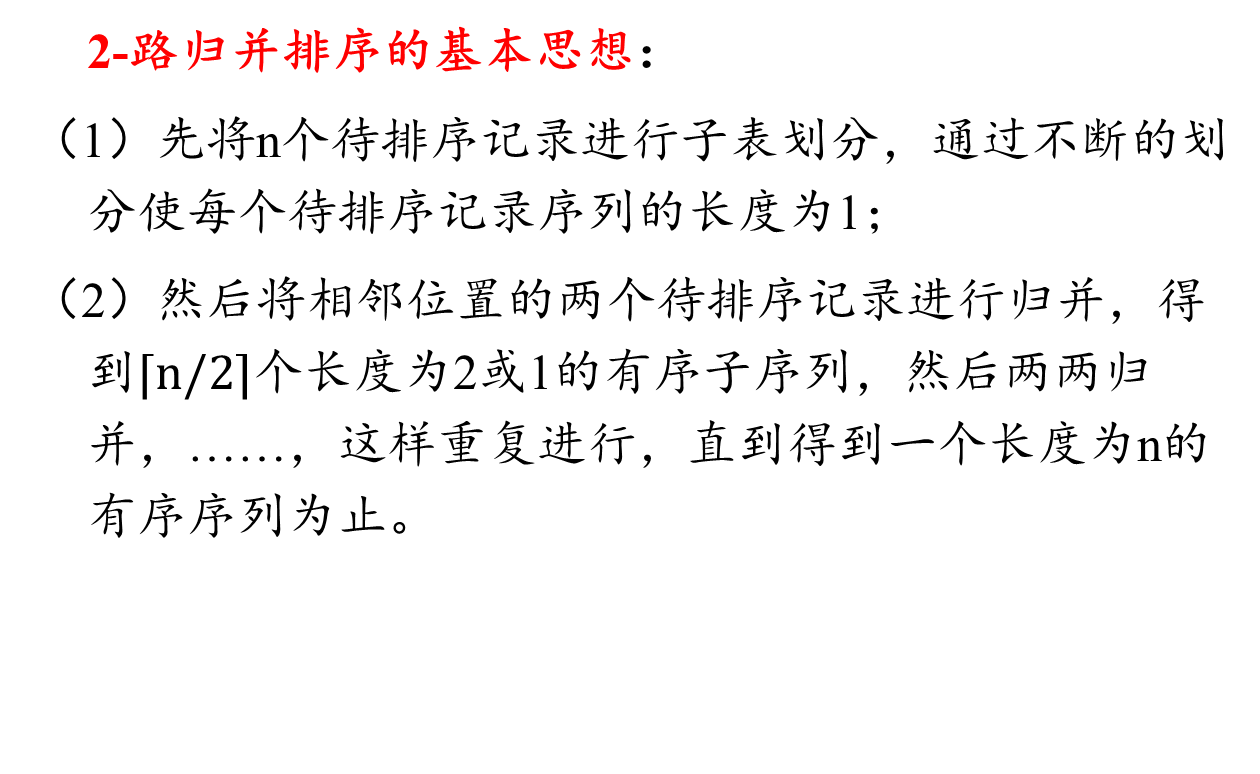 2-路归并排序的基本思想：
（1）先将n个待排序记录进行子表划分，通过不断的划
分使每个待排序记录序列的长度为1；
（2）然后将相邻位置的两个待排序记录进行归并，得
到⌈n/2⌉个长度为2或1的有序子序列，然后两两归
并，……，这样重复进行，直到得到一个长度为n的
有序序列为止。